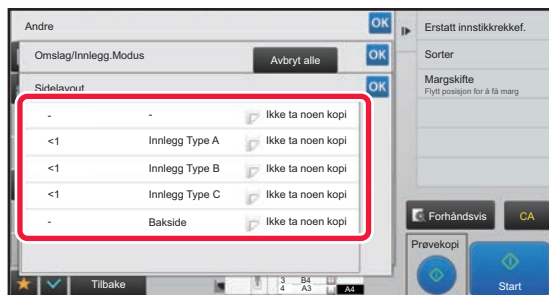 Andre
OK
Omslag/Innlegg.Modus
Avbryt alle
OK
Sidelayout
OK
- - Ikke ta noen kopi
<1 Innlegg Type A Ikke ta noen kopi
<1 Innlegg Type B Ikke ta noen kopi
<1 Innlegg Type C Ikke ta noen kopi
- Bakside Ikke ta noen kopi
Tilbake
3 B4
4 A3
A4
Erstatt innstikkrekkef.
Sorter
Margskifte
Flytt posisjon for å få marg
Forhåndsvis
CA
Prøvekopi
Start